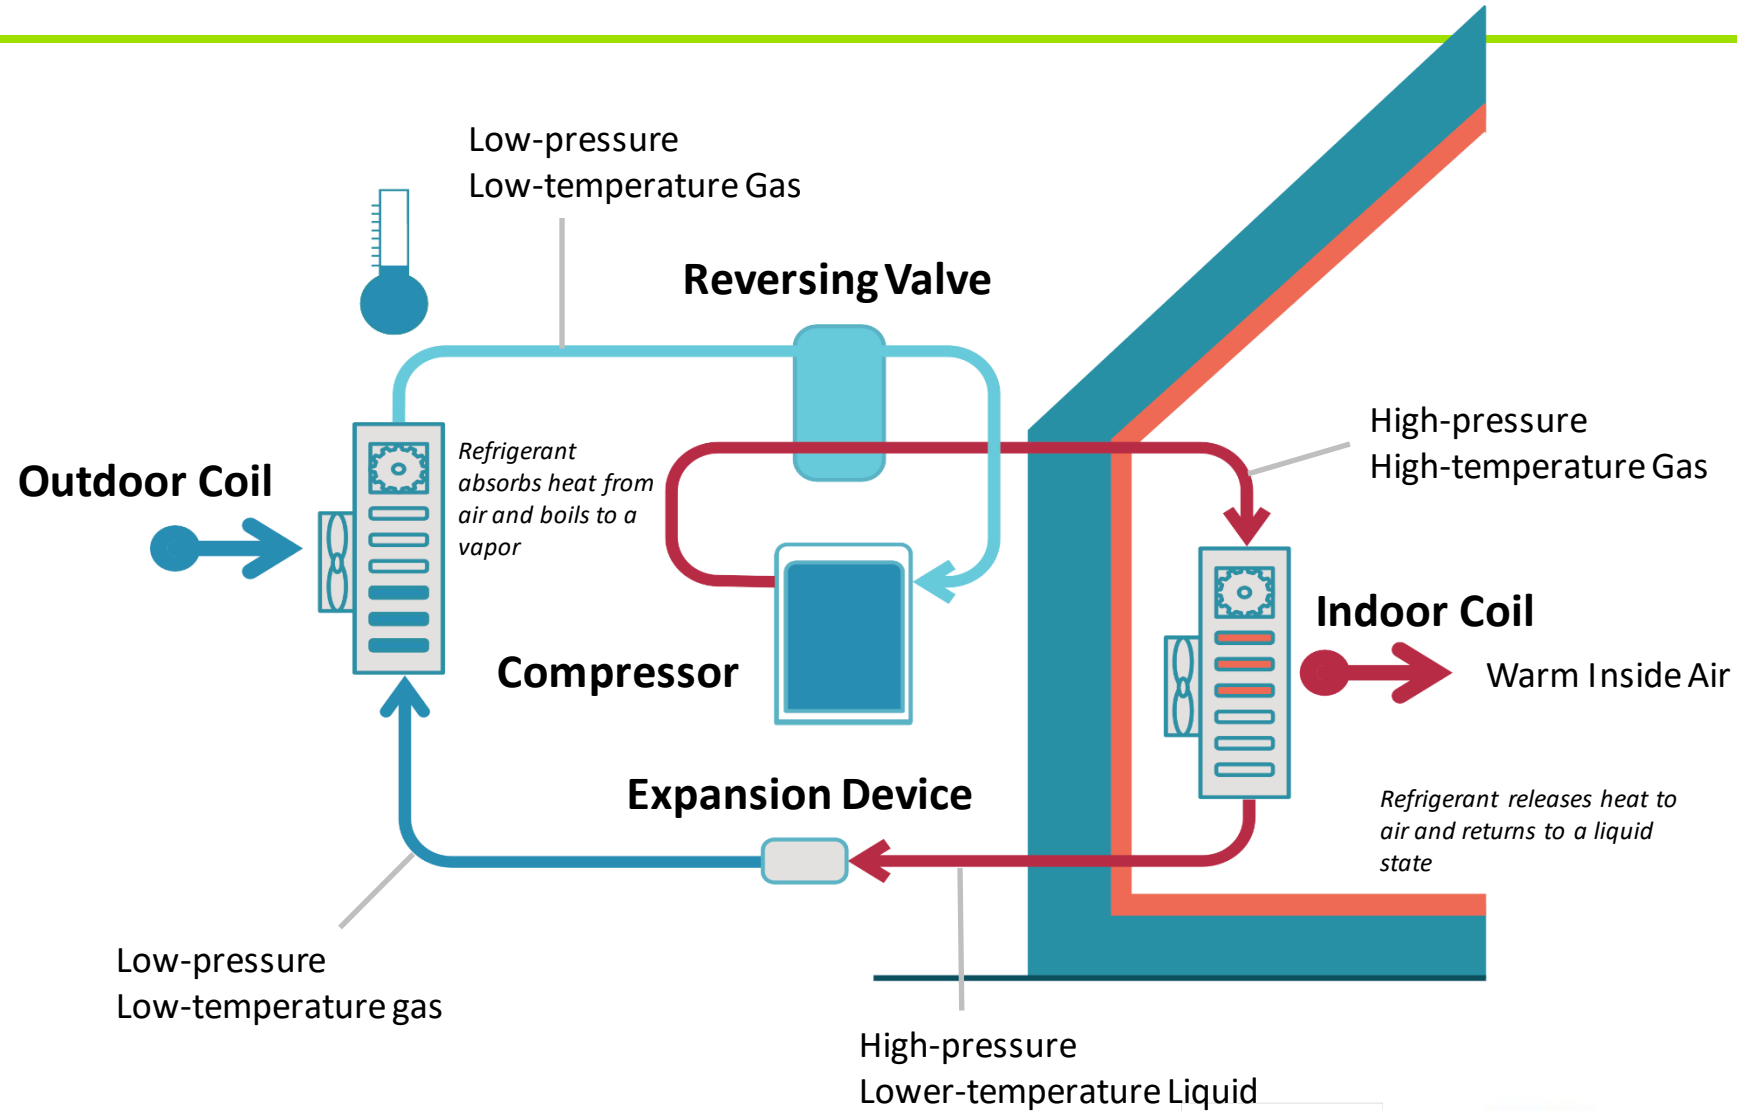 Low-pressure
Low-temperature Gas
Reversing Valve
High-pressure
High-temperature Gas
Outdoor Coil
Refrigerant
absorbs heat from
air and boils to a
vapor
Indoor Coil
Warm Inside Air
Compressor
Expansion Device
Refrigerant releases heat to
air and returns to a liquid
state
Low-pressure
Low-temperature gas
High-pressure
Lower-temperature Liquid